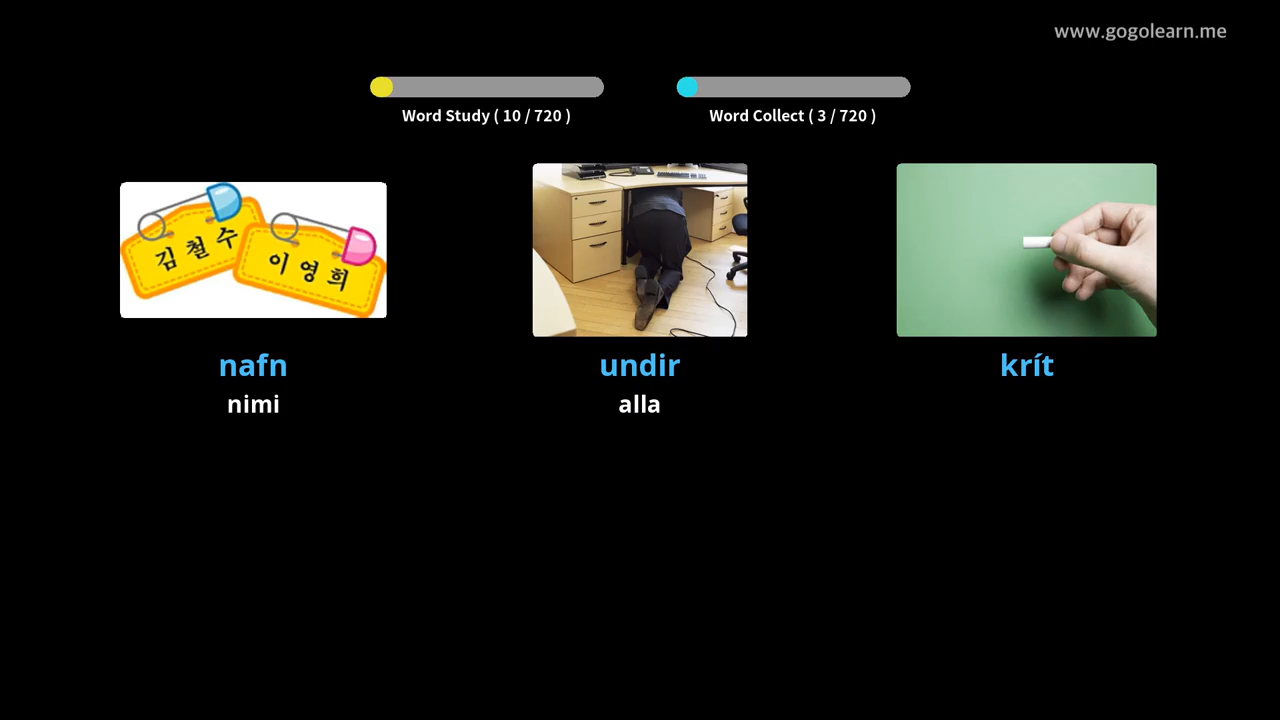 www.gogolearn.me
Word Study ( 10 / 720 )
Word Collect ( 3 / 720 )
김철수
이영희
nafn
undir
krít
nimi
alla